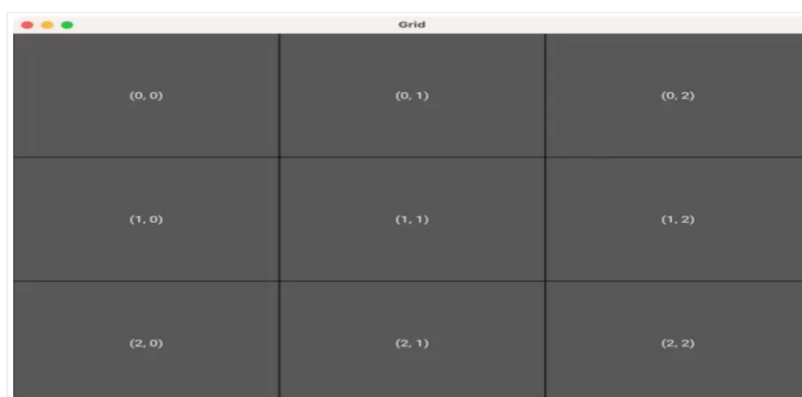 Grid
(0, 0) (0, 1) (0, 2)
(1, 0) (1, 1) (1, 2)
(2, 0) (2, 1) (2, 2)